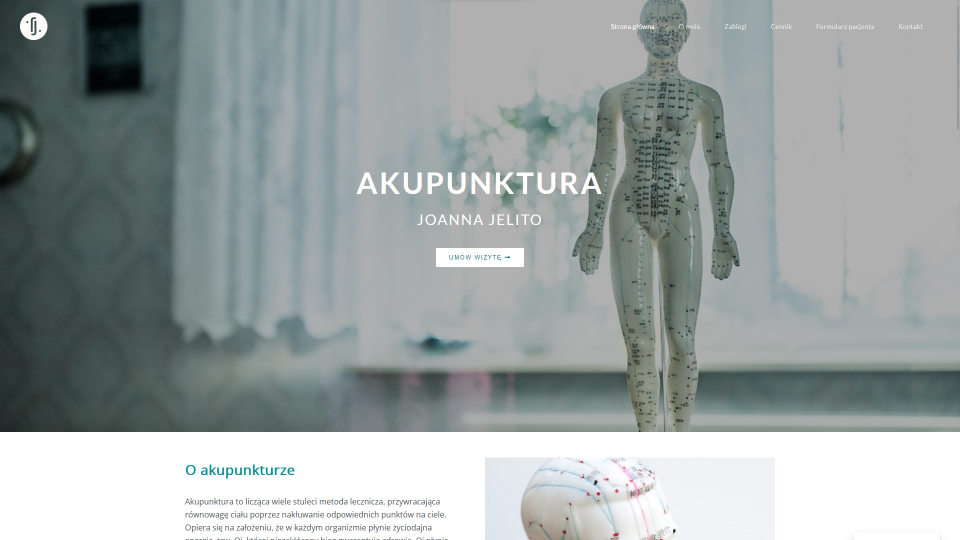 Strona główna O mnie Zabiegi Cennik Formularz pacjenta Kontakt
AKUPUNKTURA
JOANNA JELITO
UMÓW WIZYTĘ
O akupunkturze
Akupunktura to licząca wiele stuleci metoda lecznicza, przywracająca
równowagę ciału poprzez nakłuwanie odpowiednich punktów na ciele.
Opiera się na założeniu, że w każdym organizmie płynie życiodajna